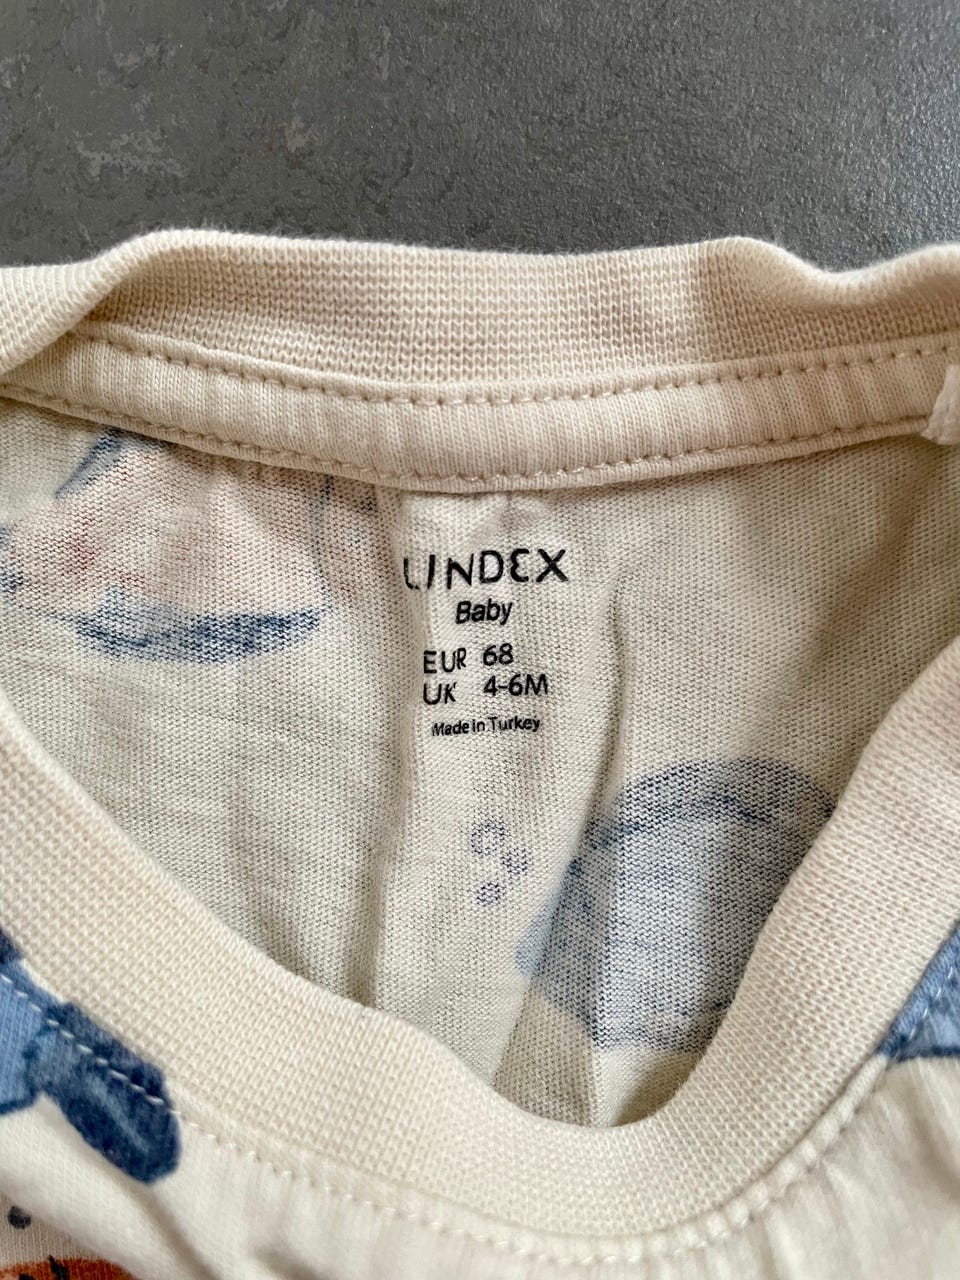 LINDEX
Baby
EUR 68
UK 4-6M
Made in Turkey